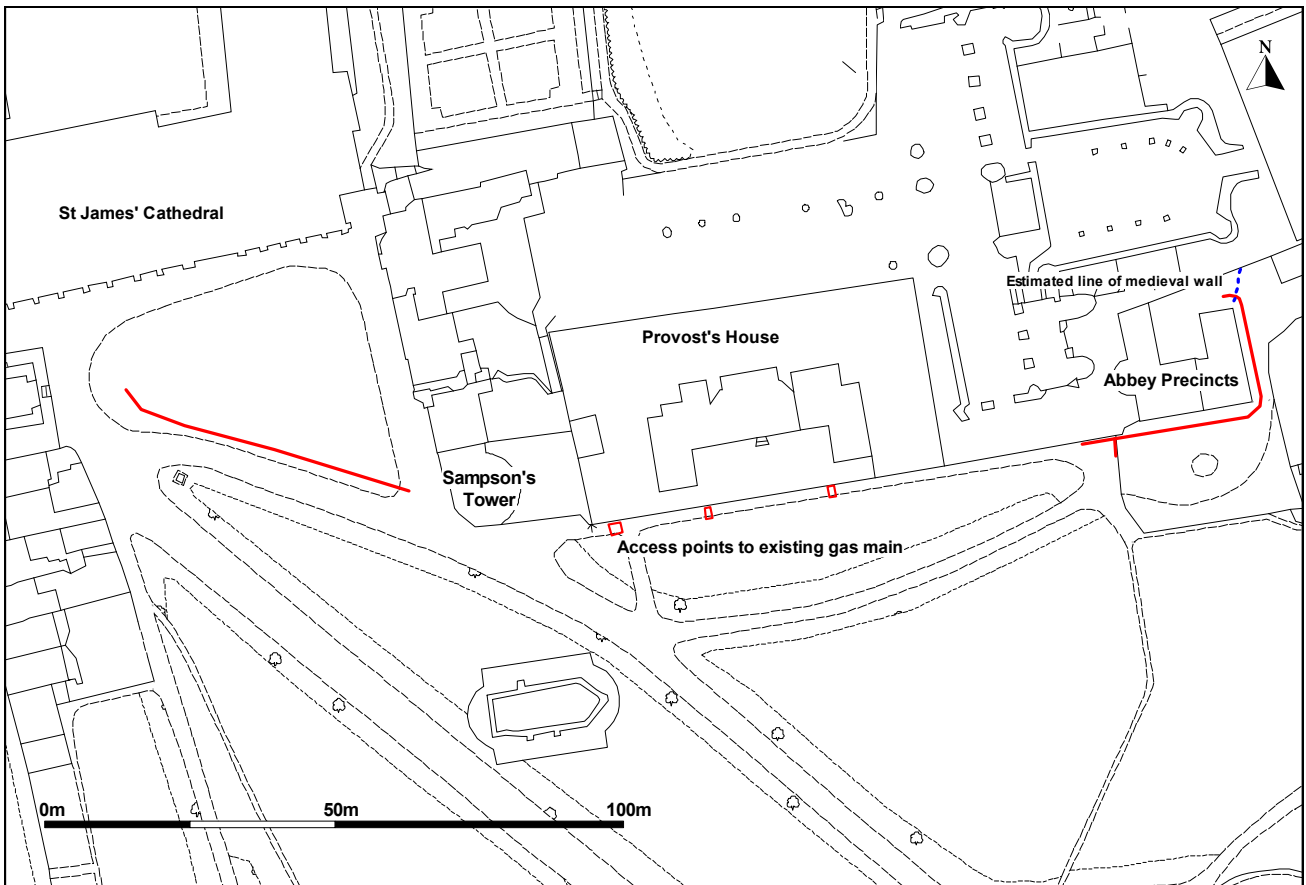 N
St James' Cathedral
Estimated line of medieval wall
Provost's House
Abbey Precincts
Sampson's
Tower
Access points to existing gas main
0m 50m 100m